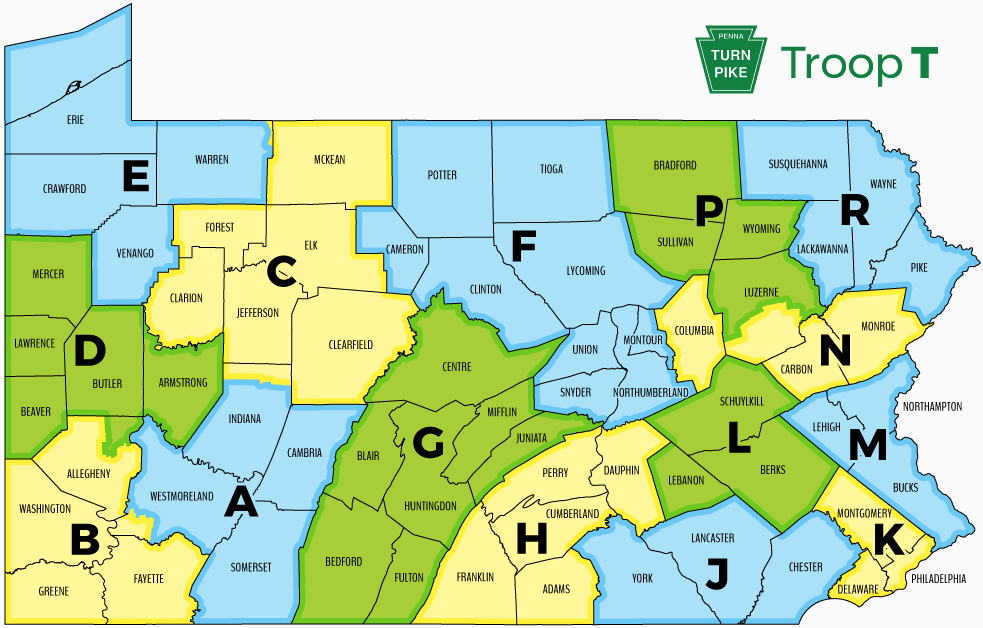 PENNA
TURN
PIKE
Troop T
ERIE
CRAWFORD
E
WARREN
MCKEAN
POTTER
TIOGA
BRADFORD
SUSQUEHANNA
WAYNE
VENANGO
FOREST
ELK
C
CAMERON
F
LYCOMING
CLINTON
P
SULLIVAN
WYOMING
R
LACKAWANNA
PIKE
MERCER
CLARION
JEFFERSON
CLEARFIELD
LUZERNE
COLUMBIA
MONROE
N
CARBON
LAWRENCE
D
BUTLER
ARMSTRONG
BEAVER
CENTRE
UNION
MONTOUR
SNYDER
NORTHUMBERLAND
INDIANA
CAMBRIA
MIFFLIN
JUNIATA
G
BLAIR
HUNTINGDON
SCHUYLKILL
L
BERKS
LEBANON
LEHIGH
M
NORTHAMPTON
BUCKS
ALLEGHENY
WASHINGTON
B
WESTMORELAND
A
PERRY
DAUPHIN
CUMBERLAND
H
LANCASTER
J
MONTGOMERY
K
GREENE
FAYETTE
SOMERSET
BEDFORD
FULTON
FRANKLIN
ADAMS
YORK
CHESTER
DELAWARE
PHILADELPHIA